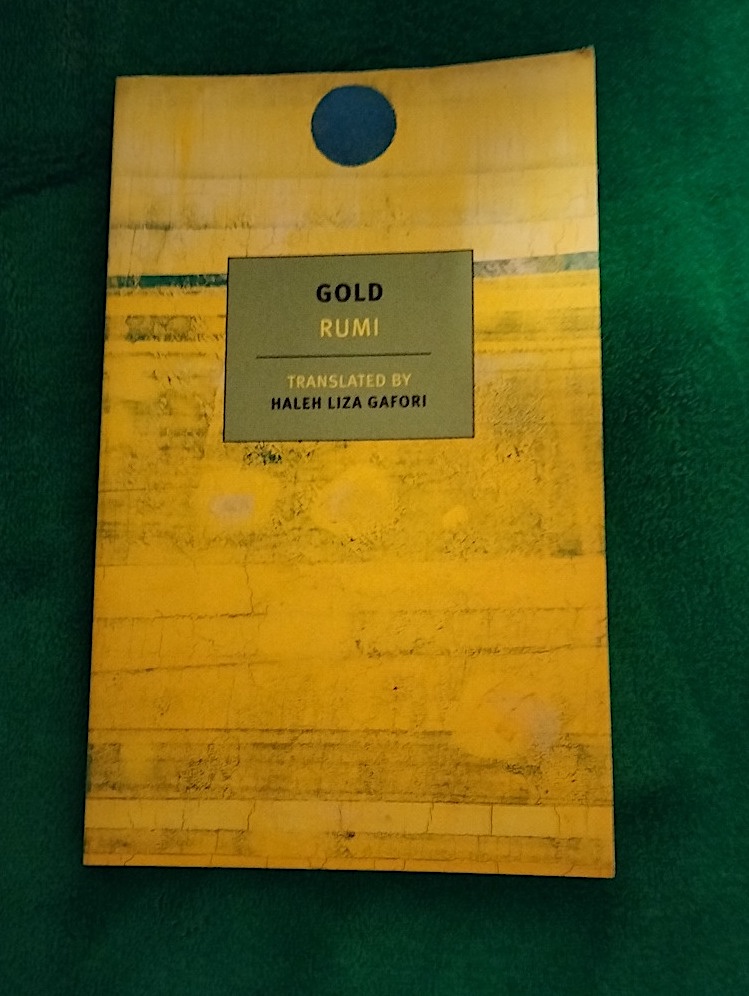 GOLD
RUMI
TRANSLATED BY
HALEH LIZA GAFORI